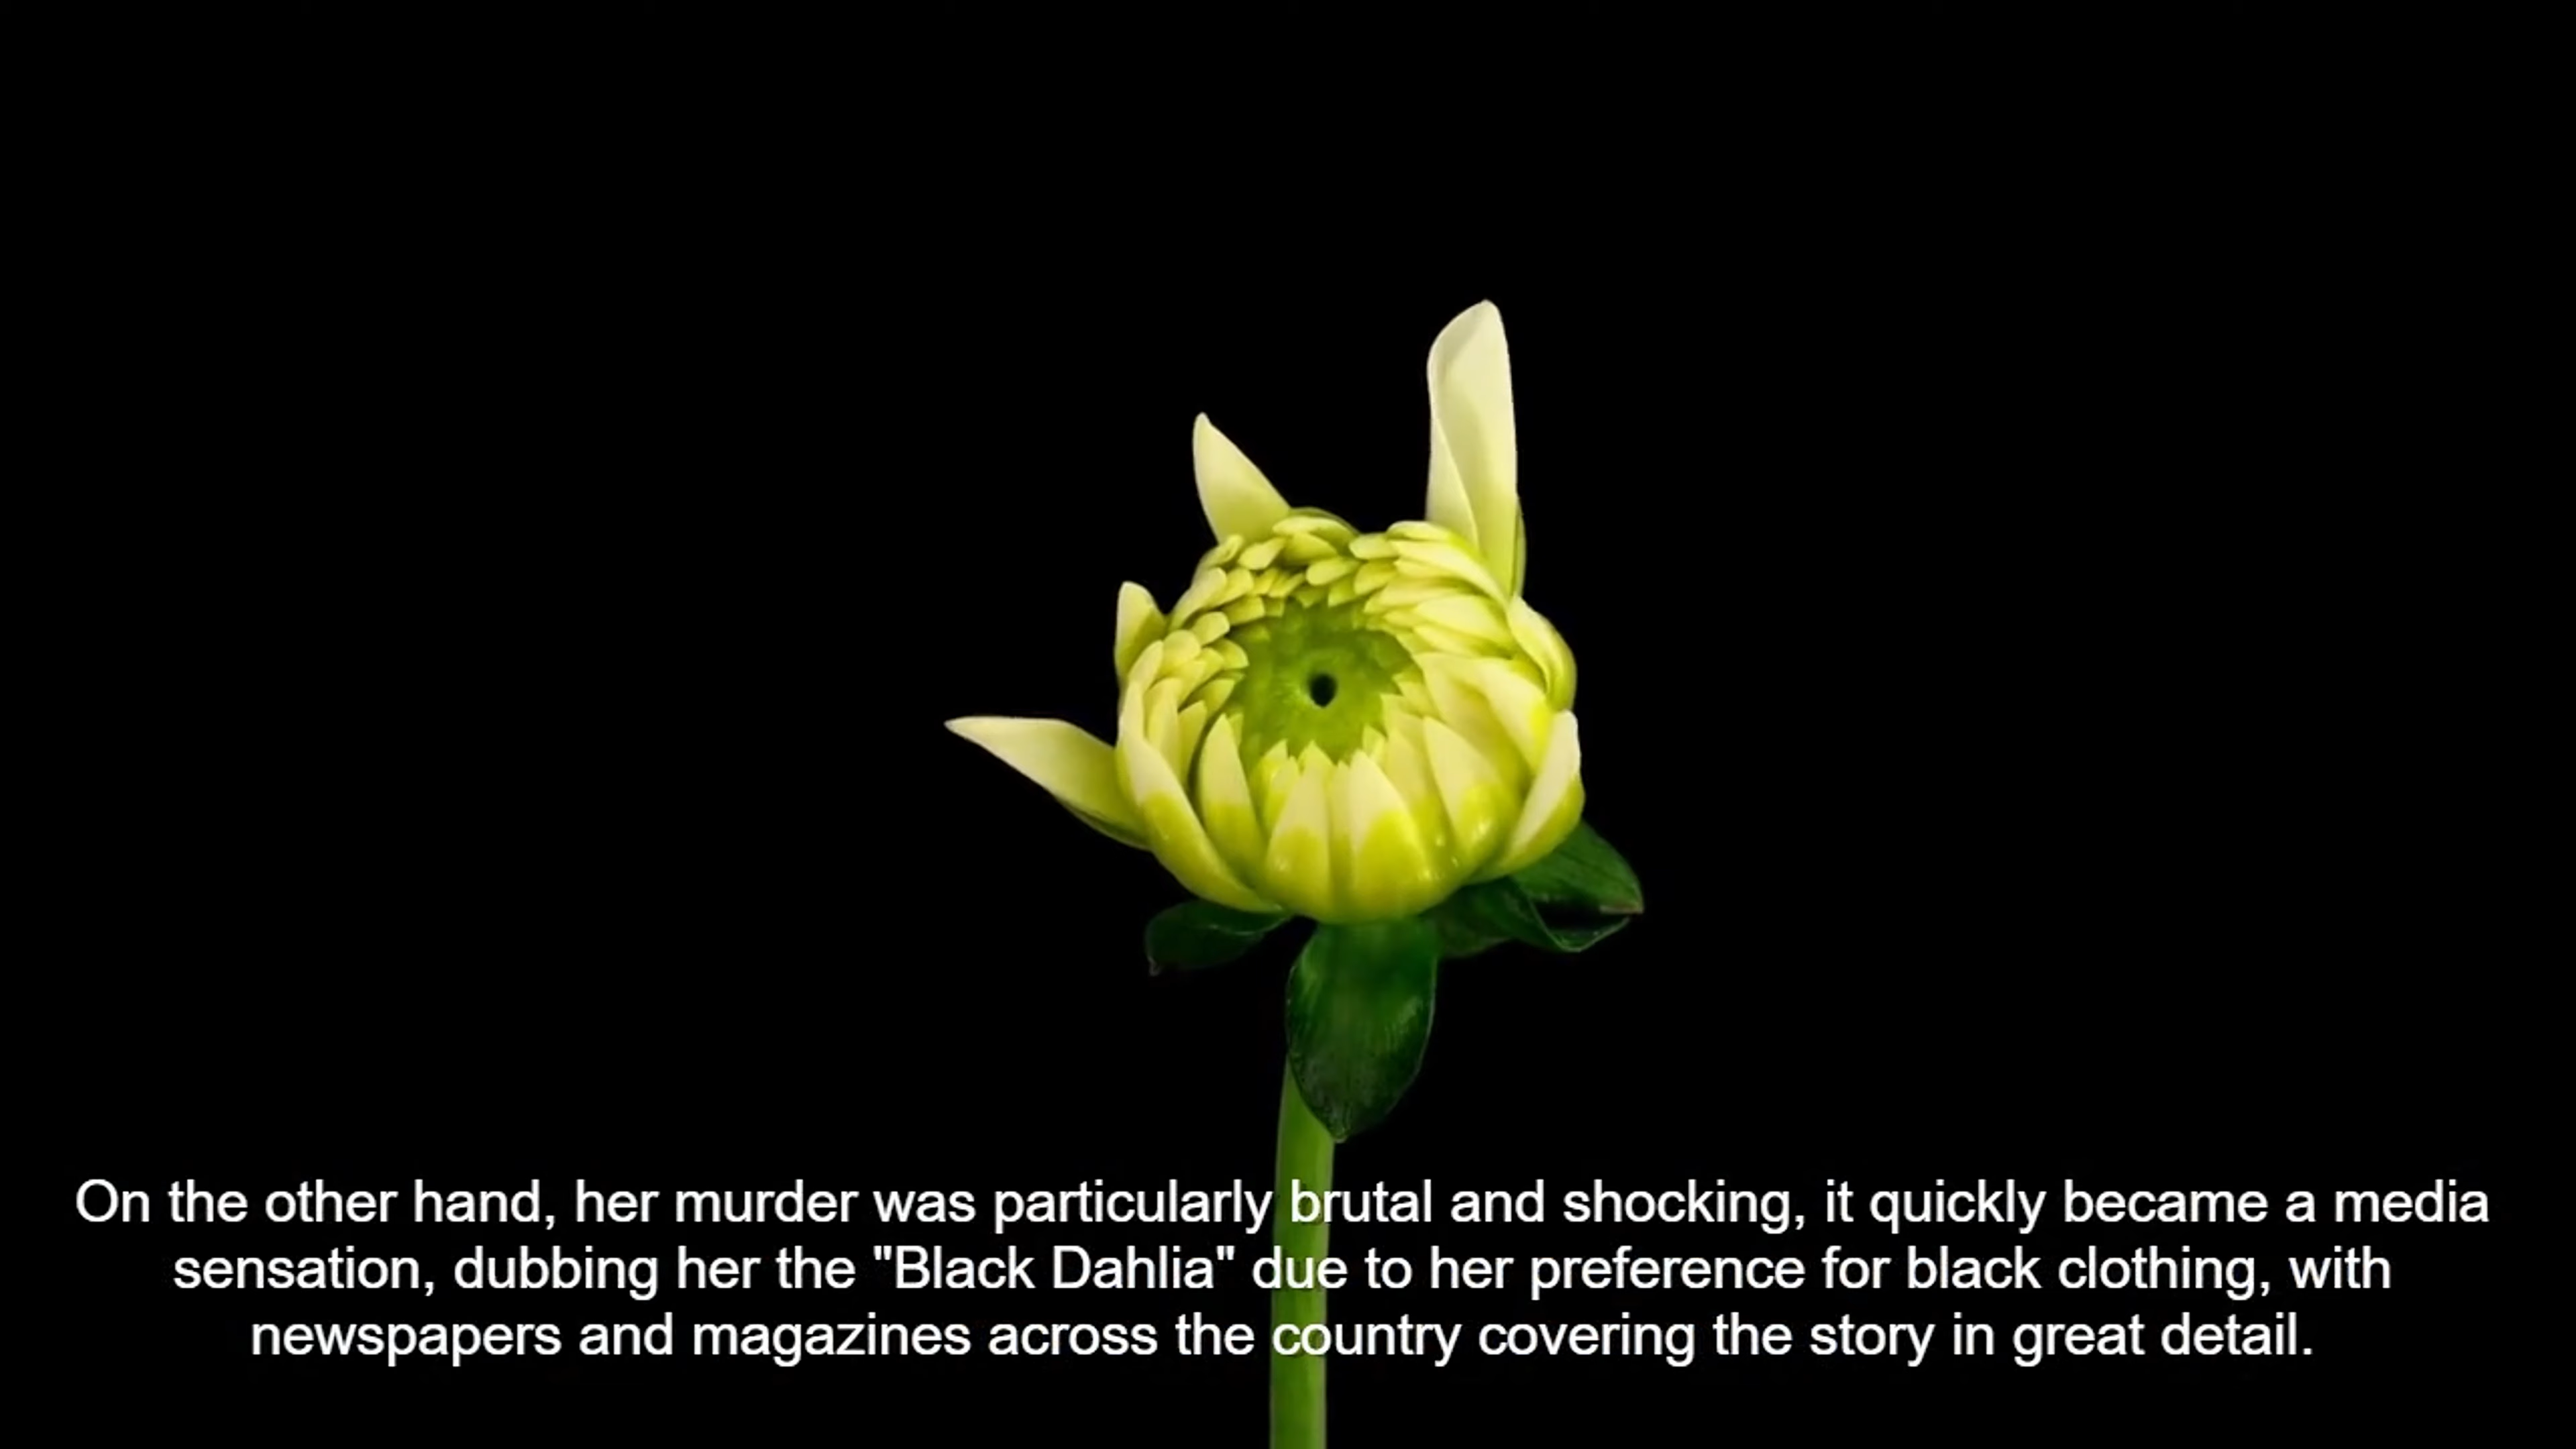 On the other hand, her murder was particularly brutal and shocking, it quickly became a media
sensation, dubbing her the "Black Dahlia" due to her preference for black clothing, with
newspapers and magazines across the country covering the story in great detail.